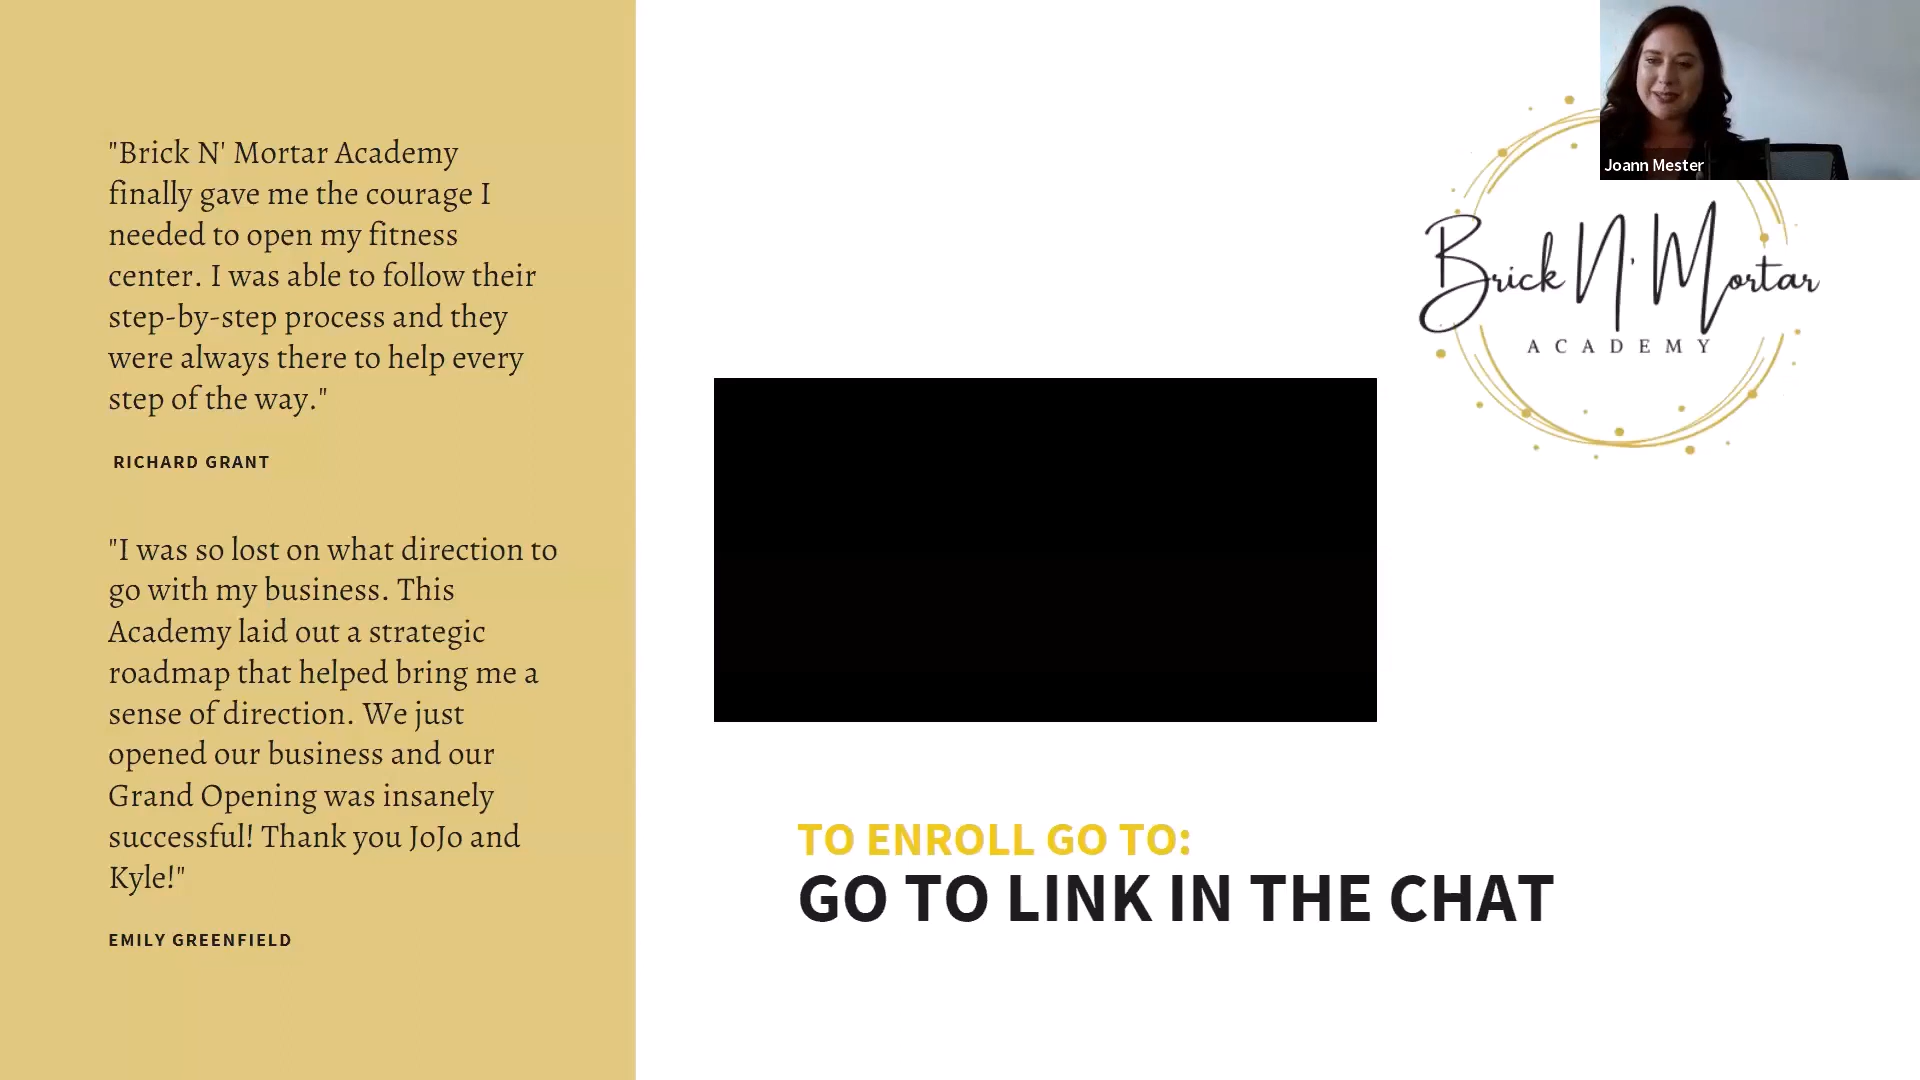 "Brick N' Mortar Academy
finally gave me the courage I
needed to open my fitness
center. I was able to follow their
step-by-step process and they
were always there to help every
step of the way."
RICHARD GRANT
"I was so lost on what direction to
go with my business. This
Academy laid out a strategic
roadmap that helped bring me a
sense of direction. We just
opened our business and our
Grand Opening was insanely
successful! Thank you JoJo and
Kyle!"
EMILY GREENFIELD
Joann Mester
Brick N' Mortar
ACADEMY
TO ENROLL GO TO:
GO TO LINK IN THE CHAT